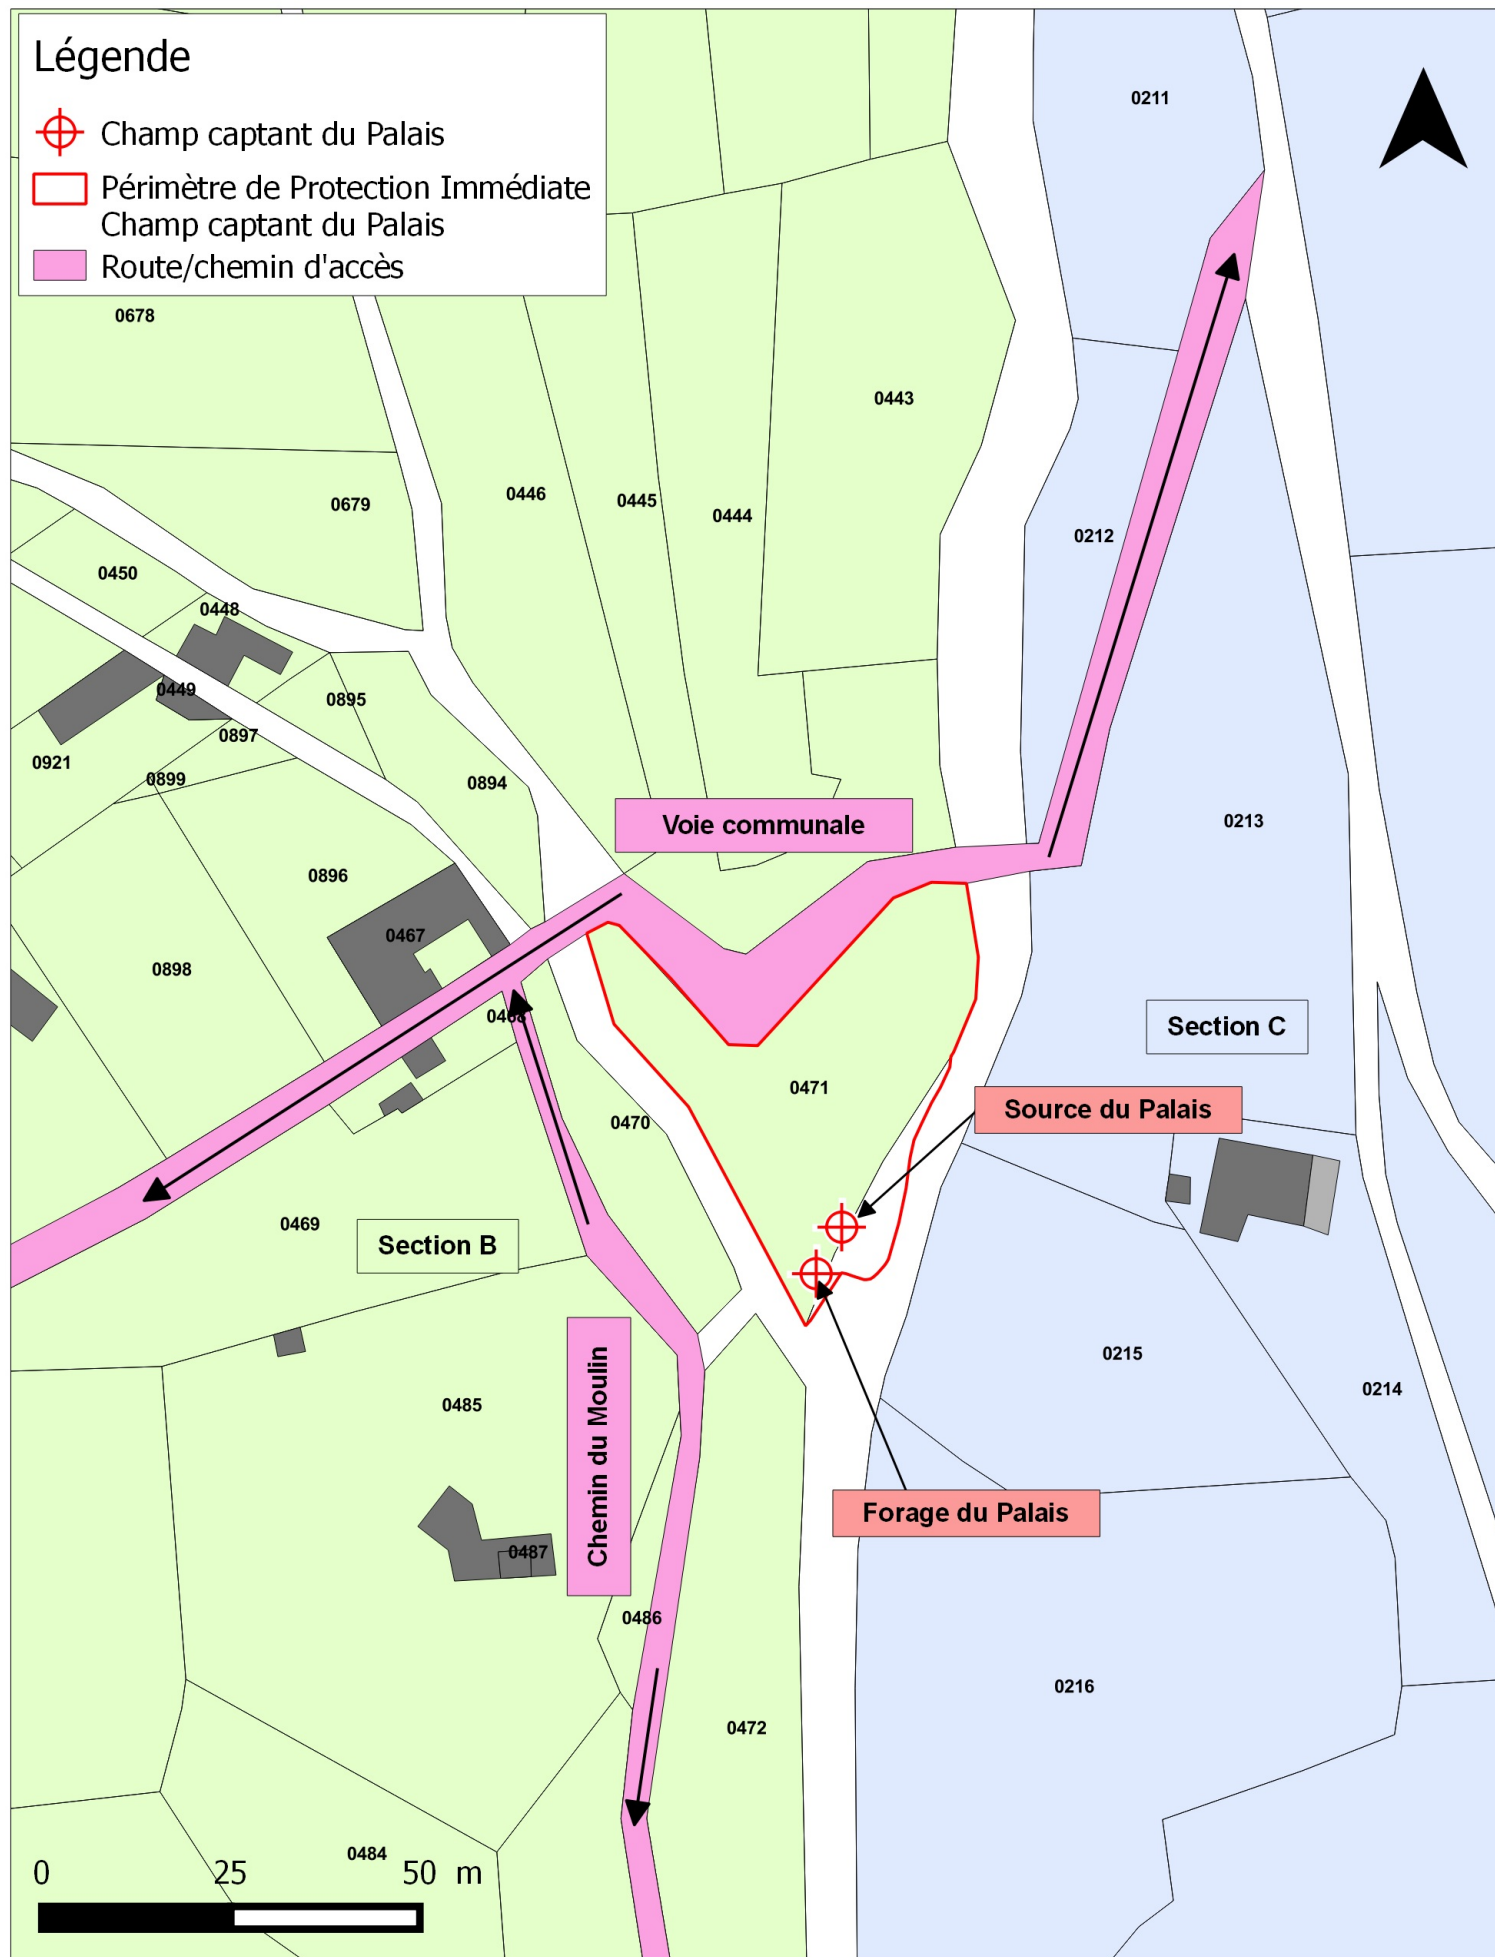 Légende
Champ captant du Palais
Périmètre de Protection Immédiate
Champ captant du Palais
Route/chemin d'accès
0211
0678
0443
0446
0445
0444
0679
0212
0450
0448
0449
0895
0897
0921
0899
0894
Voie communale
0213
0896
0467
0898
0468
Section C
0471
Source du Palais
0470
0469
Section B
Chemin du Moulin
0215
0214
0485
Forage du Palais
0487
0486
0216
0472
0484
0 25 50 m